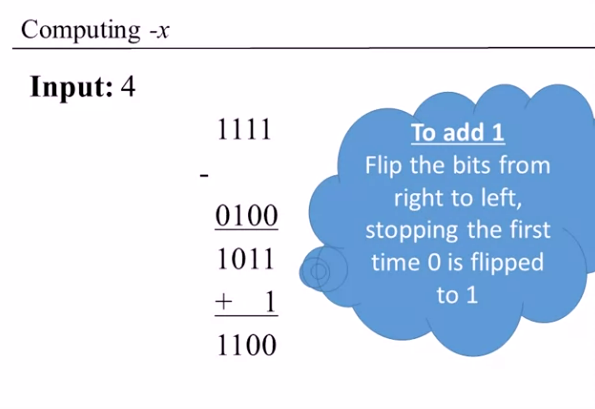 Computing -x
Input: 4
1111
-
0100
1011
+ 1
1100
To add 1
Flip the bits from
right to left,
stopping the first
time 0 is flipped
to 1